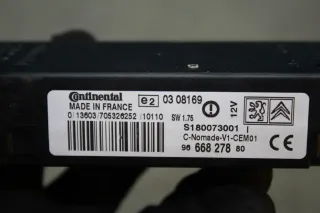 Continental
MADE IN FRANCE
e2 03 08169
0/13603/705326252/10110
SW 1.75
12V
S180073001 I
C-Nomade-V1-CEM01
96 668 278 80
CE